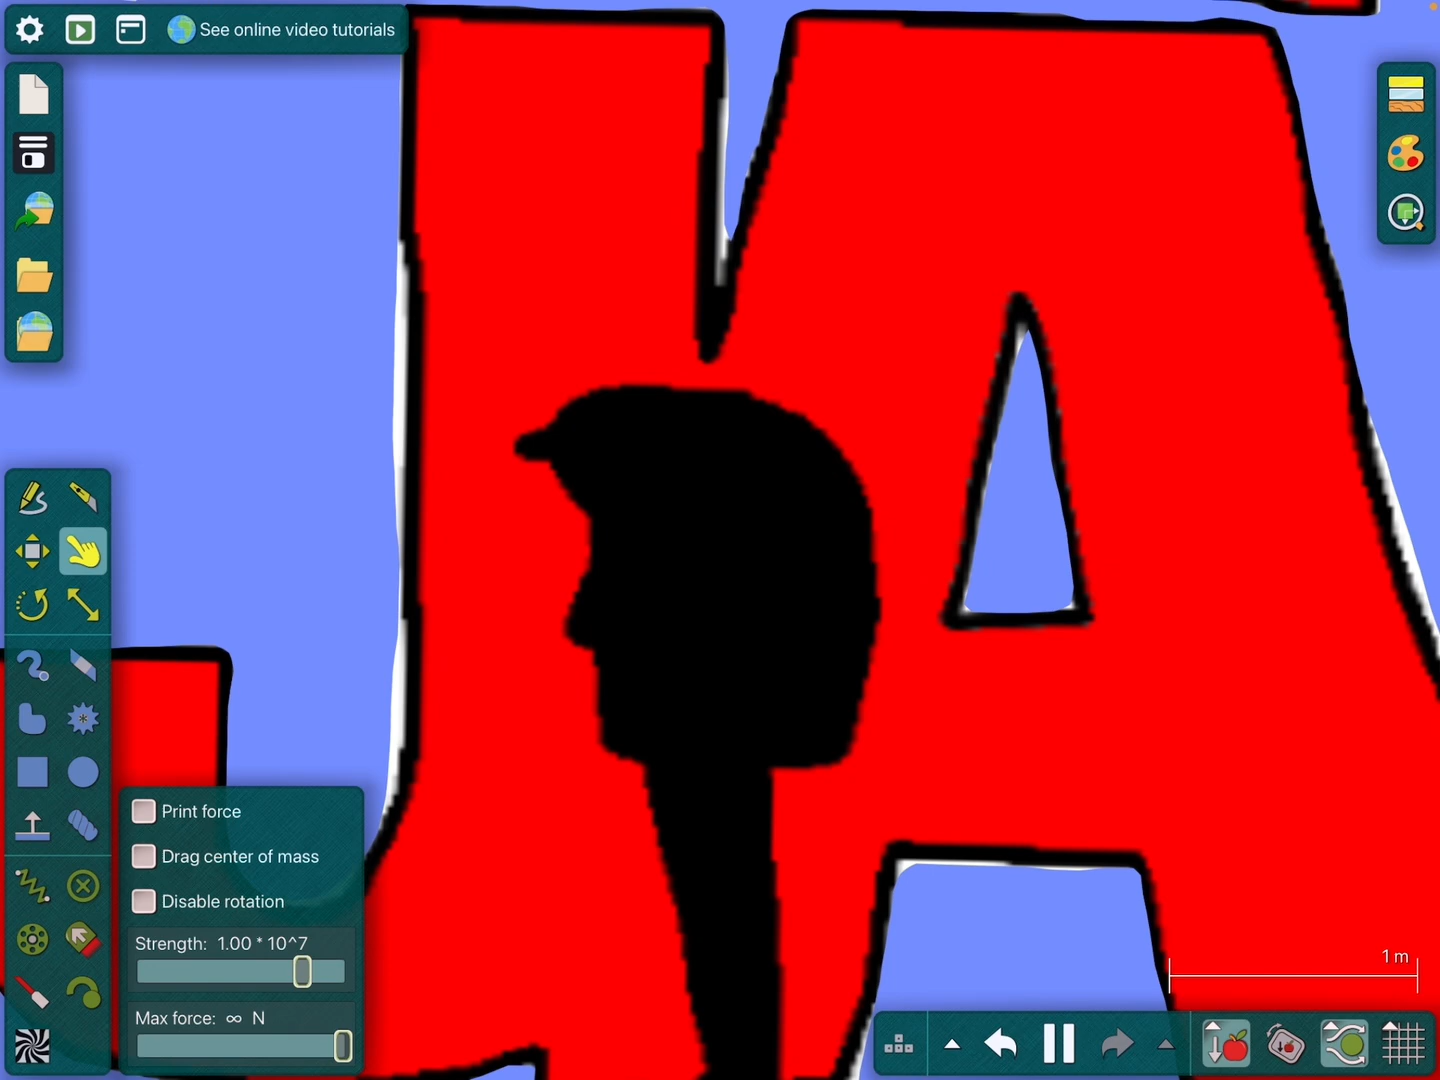 See online video tutorials
A
Print force
Drag center of mass
Disable rotation
Strength: 1.00 * 10^7
Max force: ∞ N
1 m